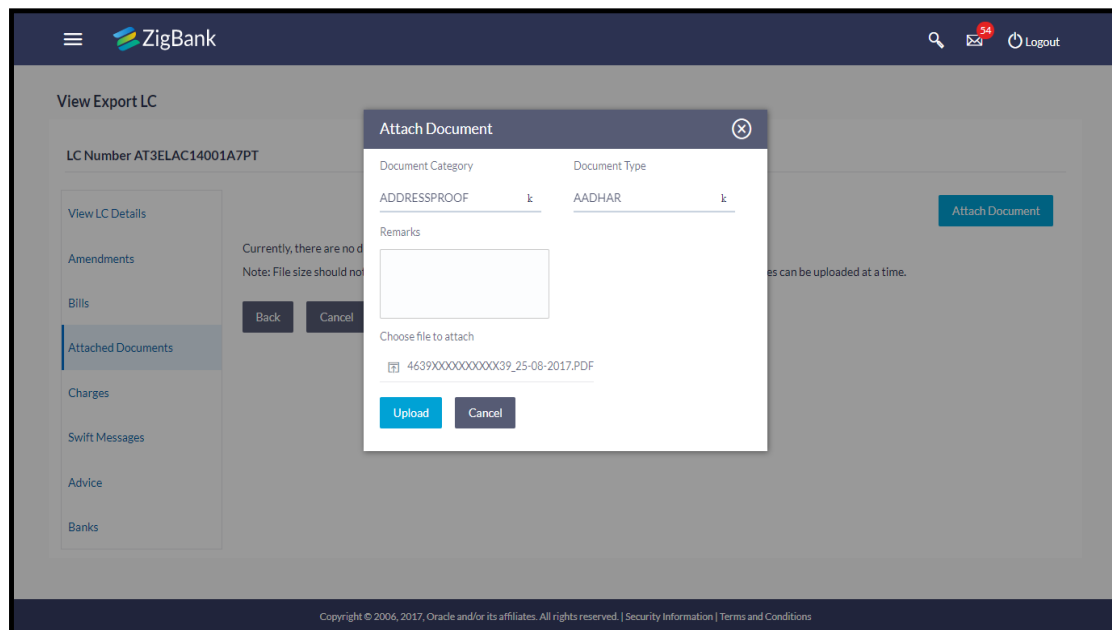 ZigBank
54
Logout
View Export LC
LC Number AT3ELAC14001A7PT
View LC Details
Amendments
Bills
Attached Documents
Charges
Swift Messages
Advice
Banks
Attach Document
Currently, there are no d
Note: File size should not
es can be uploaded at a time.
Back Cancel
Attach Document
Document Category Document Type
ADDRESSPROOF k AADHAR k
Remarks
Choose file to attach
4639XXXXXXXXXX39_25-08-2017.PDF
Upload Cancel
Copyright © 2006, 2017, Oracle and/or its affiliates. All rights reserved. | Security Information | Terms and Conditions